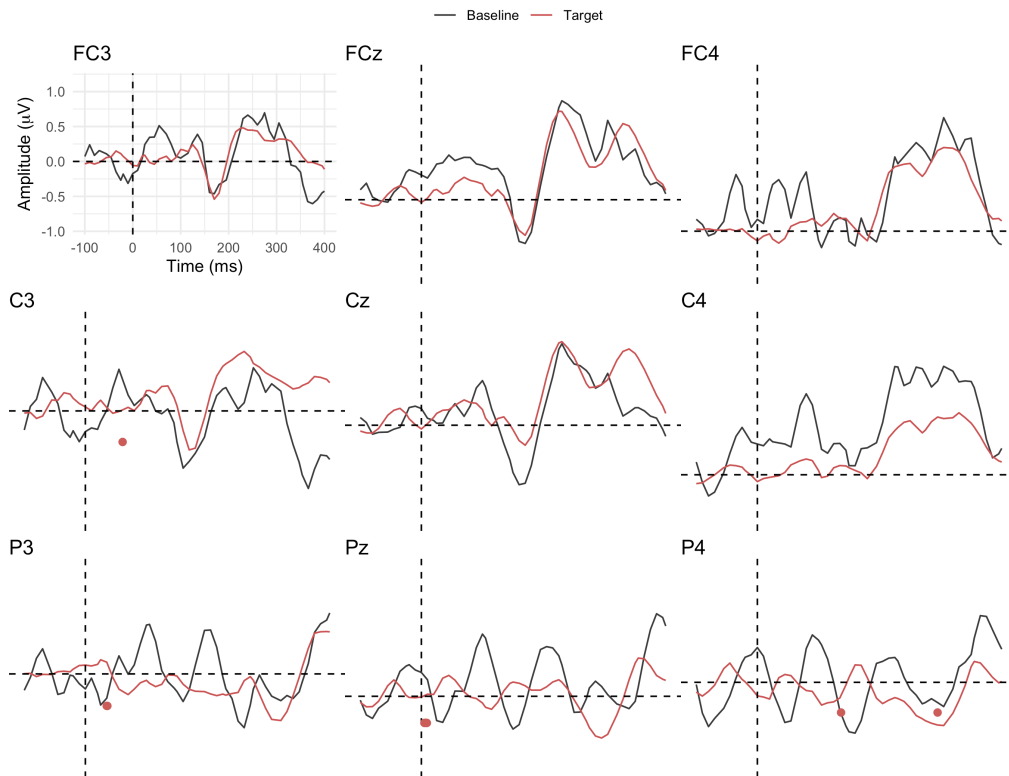 Baseline Target
FC3
FCz
FC4
Amplitude (μV)
1.0
0.5
0.0
-0.5
-1.0
-100 0 100 200 300 400
Time (ms)
C3
Cz
C4
P3
Pz
P4